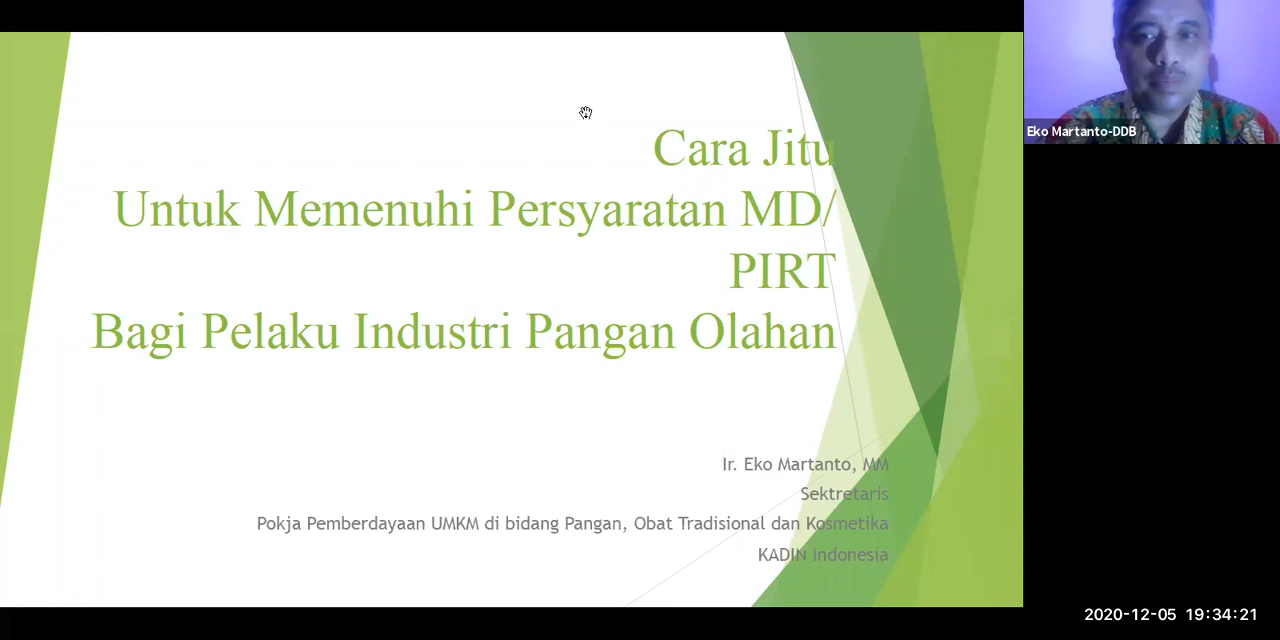 Cara Jitu
Untuk Memenuhi Persyaratan MD/
PIRT
Bagi Pelaku Industri Pangan Olahan
Ir. Eko Martanto, MM
Sektretaris
Pokja Pemberdayaan UMKM di bidang Pangan, Obat Tradisional dan Kosmetika
KADIN Indonesia
Eko Martanto-DDB
2020-12-05 19:34:21